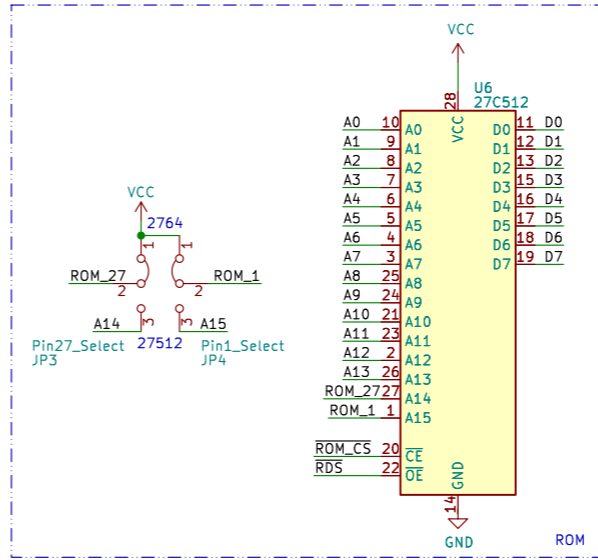 VCC
U6
27C512
28
VCC
A0 10 A0 D0 11 D0
A1 9 A1 D1 12 D1
A2 8 A2 D2 13 D2
A3 7 A3 D3 15 D3
A4 6 A4 D4 16 D4
A5 5 A5 D5 17 D5
A6 4 A6 D6 18 D6
A7 3 A7 D7 19 D7
A8 25 A8
A9 24 A9
A10 21 A10
A11 23 A11
A12 2 A12
A13 26 A13
ROM_27 27 A14
ROM_1 1 A15
ROM_CS 20 CE
RDS 22 OE
GND
14
GND
VCC
2764
1 1
ROM_27 2 2 ROM_1
A14 3 3 A15
Pin27_Select 27512 Pin1_Select
JP3 JP4
ROM